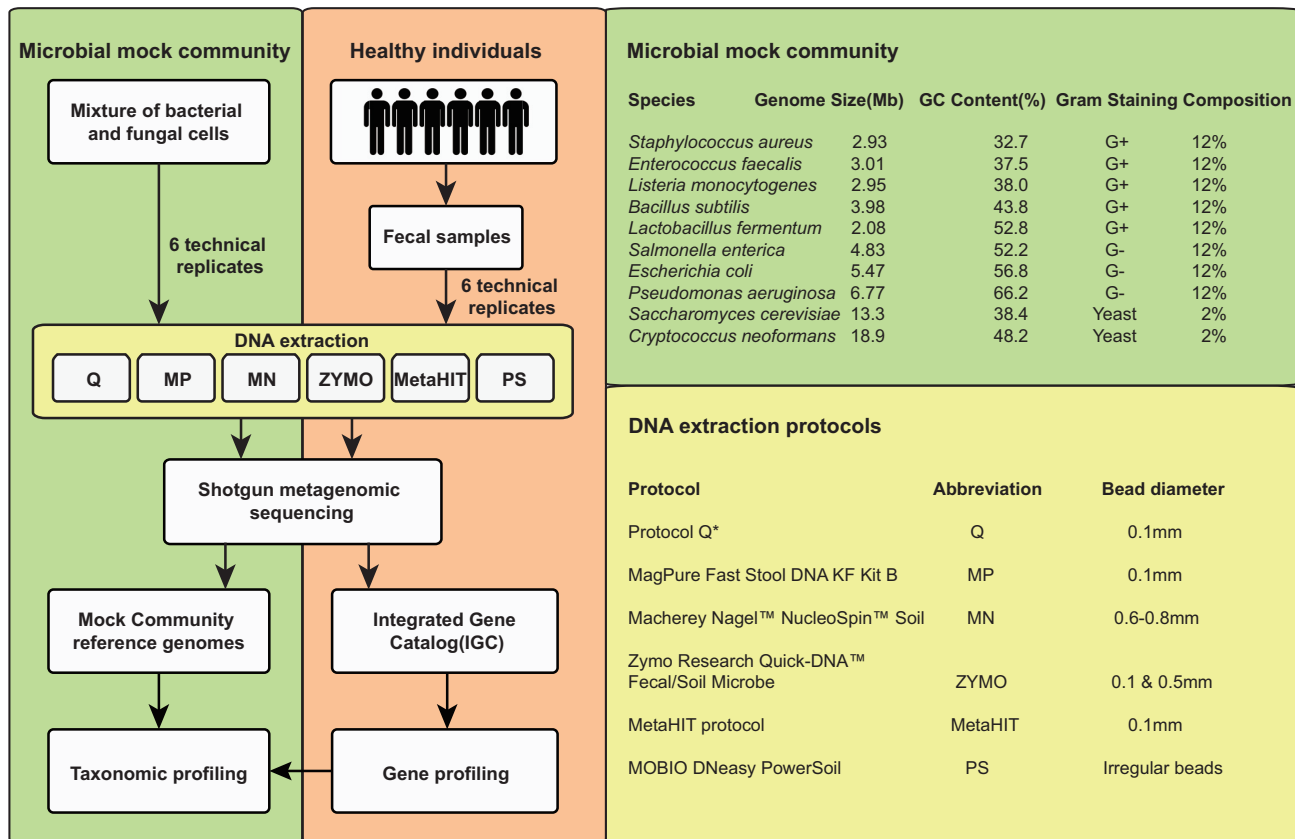 Microbial mock community
Healthy individuals
Mixture of bacterial
and fungal cells
Fecal samples
6 technical
replicates
6 technical
replicates
DNA extraction
Q
MP
MN
ZYMO
MetaHIT
PS
Shotgun metagenomic
sequencing
Mock Community
reference genomes
Integrated Gene
Catalog(IGC)
Taxonomic profiling
Gene profiling
Microbial mock community
Species Genome Size(Mb) GC Content(%) Gram Staining Composition
Staphylococcus aureus 2.93 32.7 G+ 12%
Enterococcus faecalis 3.01 37.5 G+ 12%
Listeria monocytogenes 2.95 38.0 G+ 12%
Bacillus subtilis 3.98 43.8 G+ 12%
Lactobacillus fermentum 2.08 52.8 G+ 12%
Salmonella enterica 4.83 52.2 G- 12%
Escherichia coli 5.47 56.8 G- 12%
Pseudomonas aeruginosa 6.77 66.2 G- 12%
Saccharomyces cerevisiae 13.3 38.4 Yeast 2%
Cryptococcus neoformans 18.9 48.2 Yeast 2%
DNA extraction protocols
Protocol Abbreviation Bead diameter
Protocol Q* Q 0.1mm
MagPure Fast Stool DNA KF Kit B MP 0.1mm
Macherey Nagel™ NucleoSpin™ Soil MN 0.6-0.8mm
Zymo Research Quick-DNA™
Fecal/Soil Microbe ZYMO 0.1 & 0.5mm
MetaHIT protocol MetaHIT 0.1mm
MOBIO DNeasy PowerSoil PS Irregular beads